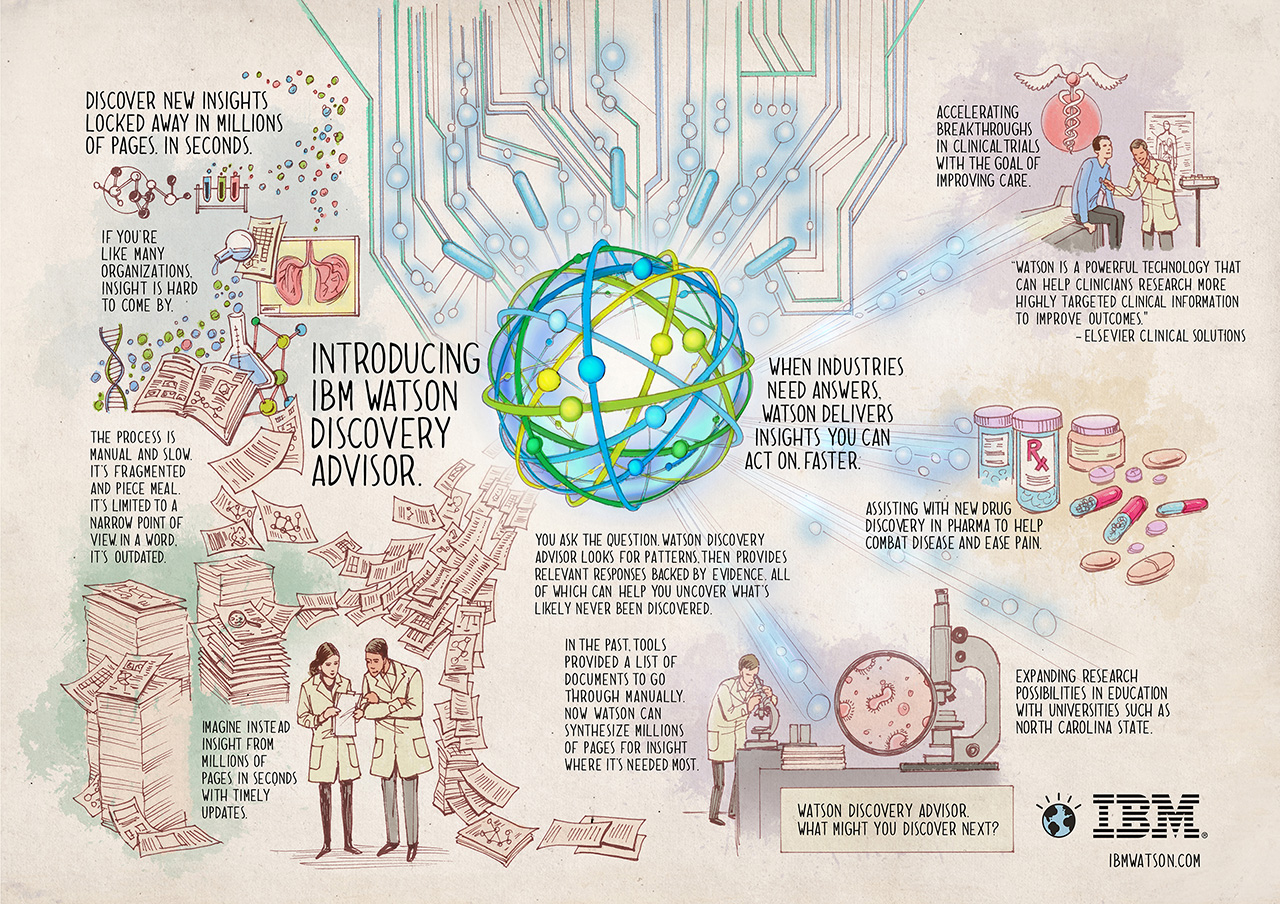 DISCOVER NEW INSIGHTS
LOCKED AWAY IN MILLIONS
OF PAGES. IN SECONDS.
IF YOU'RE
LIKE MANY
ORGANIZATIONS,
INSIGHT IS HARD
TO COME BY.
THE PROCESS IS
MANUAL AND SLOW.
IT'S FRAGMENTED
AND PIECE MEAL.
IT'S LIMITED TO A
NARROW POINT OF
VIEW. IN A WORD,
IT'S OUTDATED.
IMAGINE INSTEAD
INSIGHT FROM
MILLIONS OF
PAGES IN SECONDS
WITH TIMELY
UPDATES.
INTRODUCING
IBM WATSON
DISCOVERY
ADVISOR.
YOU ASK THE QUESTION. WATSON DISCOVERY
ADVISOR LOOKS FOR PATTERNS, THEN PROVIDES
RELEVANT RESPONSES BACKED BY EVIDENCE, ALL
OF WHICH CAN HELP YOU UNCOVER WHAT'S
LIKELY NEVER BEEN DISCOVERED.
IN THE PAST, TOOLS
PROVIDED A LIST OF
DOCUMENTS TO GO
THROUGH MANUALLY.
NOW WATSON CAN
SYNTHESIZE MILLIONS
OF PAGES FOR INSIGHT
WHERE IT'S NEEDED MOST.
WHEN INDUSTRIES
NEED ANSWERS,
WATSON DELIVERS
INSIGHTS YOU CAN
ACT ON. FASTER.
ACCELERATING
BREAKTHROUGHS
IN CLINICAL TRIALS
WITH THE GOAL OF
IMPROVING CARE.
"WATSON IS A POWERFUL TECHNOLOGY THAT
CAN HELP CLINICIANS RESEARCH MORE
HIGHLY TARGETED CLINICAL INFORMATION
TO IMPROVE OUTCOMES."
– ELSEVIER CLINICAL SOLUTIONS
Rx
ASSISTING WITH NEW DRUG
DISCOVERY IN PHARMA TO HELP
COMBAT DISEASE AND EASE PAIN.
EXPANDING RESEARCH
POSSIBILITIES IN EDUCATION
WITH UNIVERSITIES SUCH AS
NORTH CAROLINA STATE.
WATSON DISCOVERY ADVISOR.
WHAT MIGHT YOU DISCOVER NEXT?
IBM®
IBMWATSON.COM